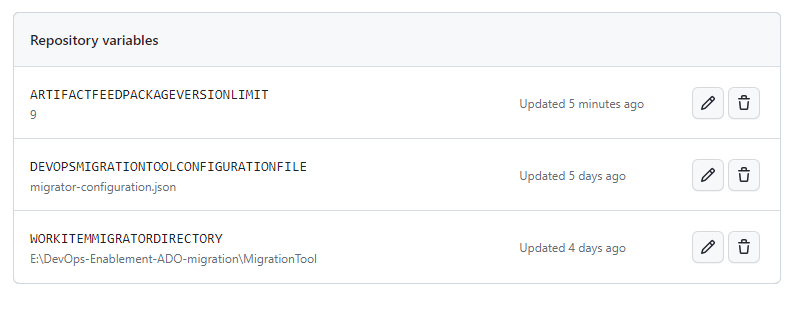 Repository variables
ARTIFACTFEEDPACKAGEVERSIONLIMIT
9
Updated 5 minutes ago
DEVOPSMIGRATIONTOOLCONFIGURATIONFILE
migrator-configuration.json
Updated 5 days ago
WORKITEMMIGRATORDIRECTORY
E:\DevOps-Enablement-ADO-migration\MigrationTool
Updated 4 days ago